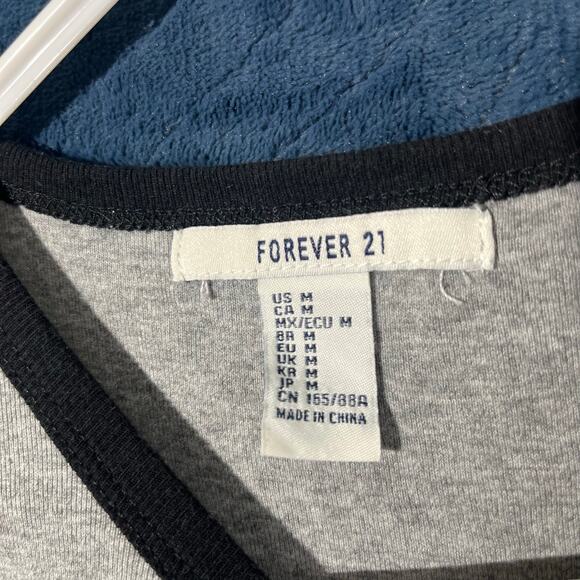 FOREVER 21
US M
CA M
MX/ECU M
BR M
EU M
UK M
KR M
JP M
CN 165/88A
MADE IN CHINA